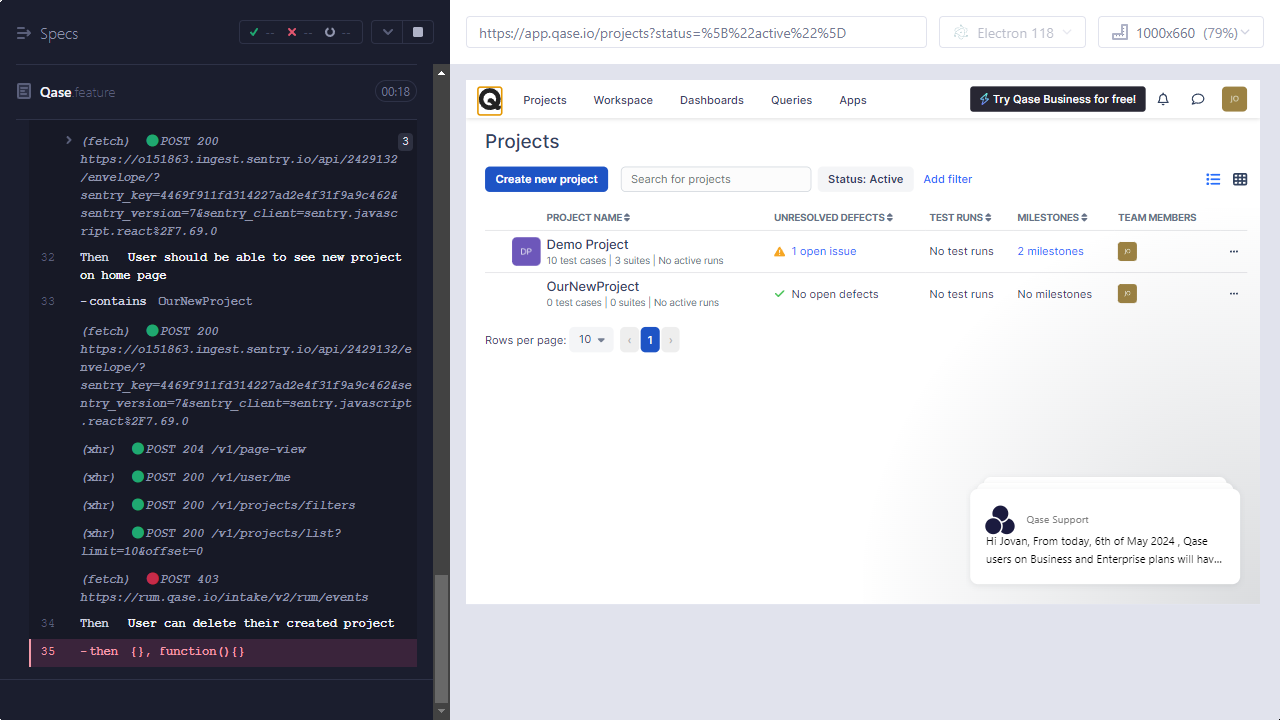 Specs
-- -- --
Qase feature
00:18
(fetch) POST 200
https://o151863.ingest.sentry.io/api/2429132
/envelope/?
sentry_key=4469f911fd314227ad2e4f31f9a9c462&
sentry_version=7&sentry_client=sentry.javasc
ript.react%2F7.69.0
3
32 Then User should be able to see new project
on home page
33 -contains OurNewProject
(fetch) POST 200
https://o151863.ingest.sentry.io/api/2429132/e
nvelope/?
sentry_key=4469f911fd314227ad2e4f31f9a9c462&se
ntry_version=7&sentry_client=sentry.javascript
.react%2F7.69.0
(xhr) POST 204 /v1/page-view
(xhr) POST 200 /v1/user/me
(xhr) POST 200 /v1/projects/filters
(xhr) POST 200 /v1/projects/list?
limit=10&offset=0
(fetch) POST 403
https://rum.qase.io/intake/v2/rum/events
34 Then User can delete their created project
35 -then {}, function(){}
https://app.qase.io/projects?status=%5B%22active%22%5D
Electron 118
1000x660 (79%)
Q Projects Workspace Dashboards Queries Apps
Try Qase Business for free!
JO
Projects
Create new project
Search for projects
Status: Active
Add filter
PROJECT NAME UNRESOLVED DEFECTS TEST RUNS MILESTONES TEAM MEMBERS
DP Demo Project 1 open issue No test runs 2 milestones JO ...
10 test cases | 3 suites | No active runs
OurNewProject No open defects No test runs No milestones JO ...
0 test cases | 0 suites | No active runs
Rows per page: 10 ‹ 1 ›
Qase Support
Hi Jovan, From today, 6th of May 2024 , Qase
users on Business and Enterprise plans will hav...